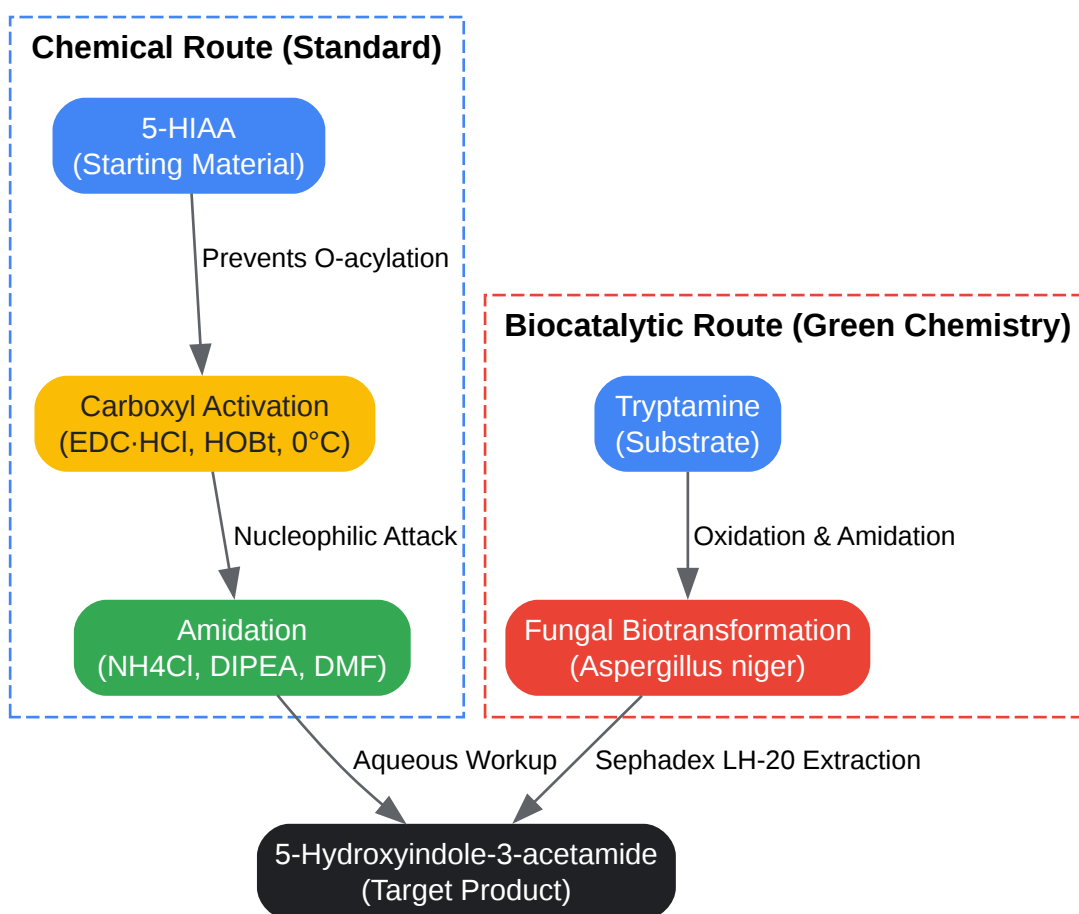 Chemical Route (Standard)
5-HIAA
(Starting Material)
Prevents O-acylation
Carboxyl Activation
(EDC·HCl, HOBt, 0°C)
Nucleophilic Attack
Amidation
(NH4Cl, DIPEA, DMF)
Aqueous Workup
Biocatalytic Route (Green Chemistry)
Tryptamine
(Substrate)
Oxidation & Amidation
Fungal Biotransformation
(Aspergillus niger)
Sephadex LH-20 Extraction
5-Hydroxyindole-3-acetamide
(Target Product)